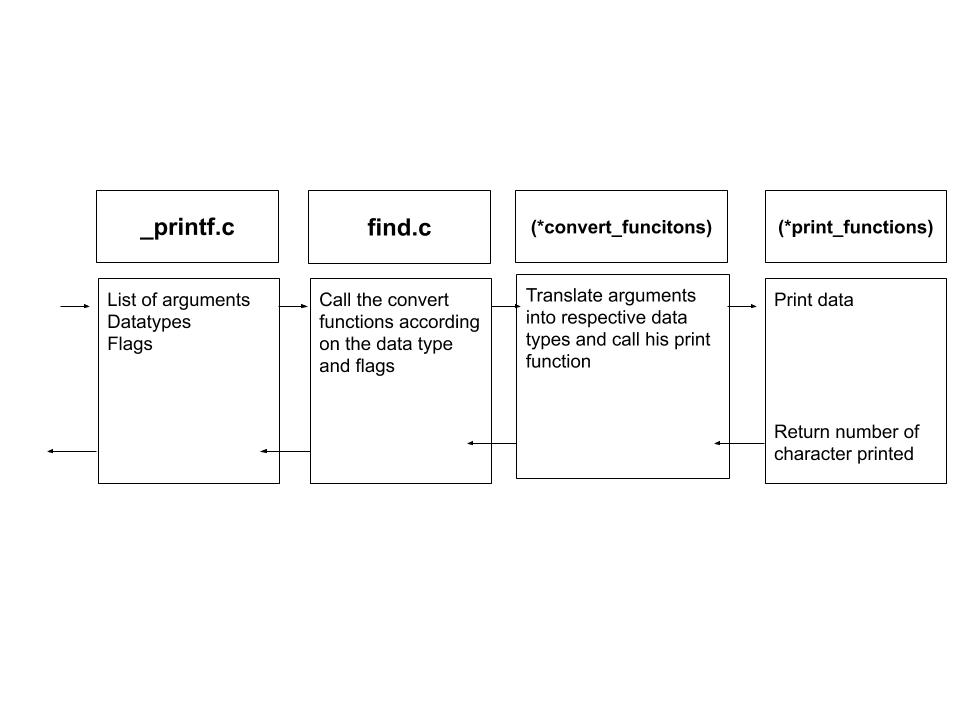 _printf.c
find.c
(*convert_funcitons)
(*print_functions)
List of arguments
Datatypes
Flags
Call the convert
functions according
on the data type
and flags
Translate arguments
into respective data
types and call his print
function
Print data
Return number of
character printed